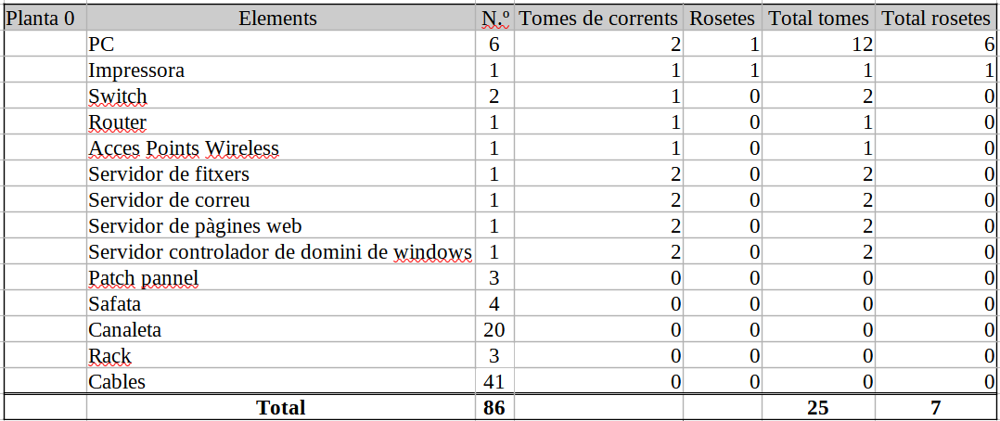 Planta 0 Elements N.º Tomes de corrents Rosetes Total tomes Total rosetes
PC 6 2 1 12 6
Impressora 1 1 1 1 1
Switch 2 1 0 2 0
Router 1 1 0 1 0
Acces Points Wireless 1 1 0 1 0
Servidor de fitxers 1 2 0 2 0
Servidor de correu 1 2 0 2 0
Servidor de pàgines web 1 2 0 2 0
Servidor controlador de domini de windows 1 2 0 2 0
Patch pannel 3 0 0 0 0
Safata 4 0 0 0 0
Canaleta 20 0 0 0 0
Rack 3 0 0 0 0
Cables 41 0 0 0 0
Total 86 25 7